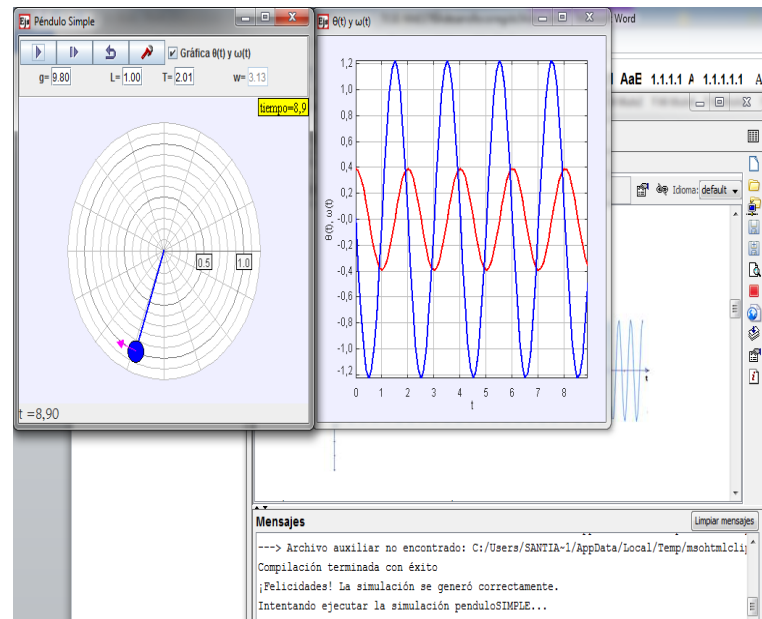 Eje Péndulo Simple
Gráfica θ(t) y ω(t)
g= 9.80 L= 1.00 T= 2.01 w= 3.13
tiempo=8,9
0.5 1.0
t =8,90
Eje θ(t) y ω(t)
1,2
1,0
0,8
0,6
0,4
0,2
-0,0
-0,2
-0,4
-0,6
-0,8
-1,0
-1,2
θ(t), ω(t)
0 1 2 3 4 5 6 7 8
t
Word
AaE 1.1.1.1 A 1.1.1.1.1 A
Idioma: default
t
Mensajes
Limpiar mensajes
---> Archivo auxiliar no encontrado: C:/Users/SANTIA~1/AppData/Local/Temp/msohtmlclip
Compilación terminada con éxito
¡Felicidades! La simulación se generó correctamente.
Intentando ejecutar la simulación penduloSIMPLE...